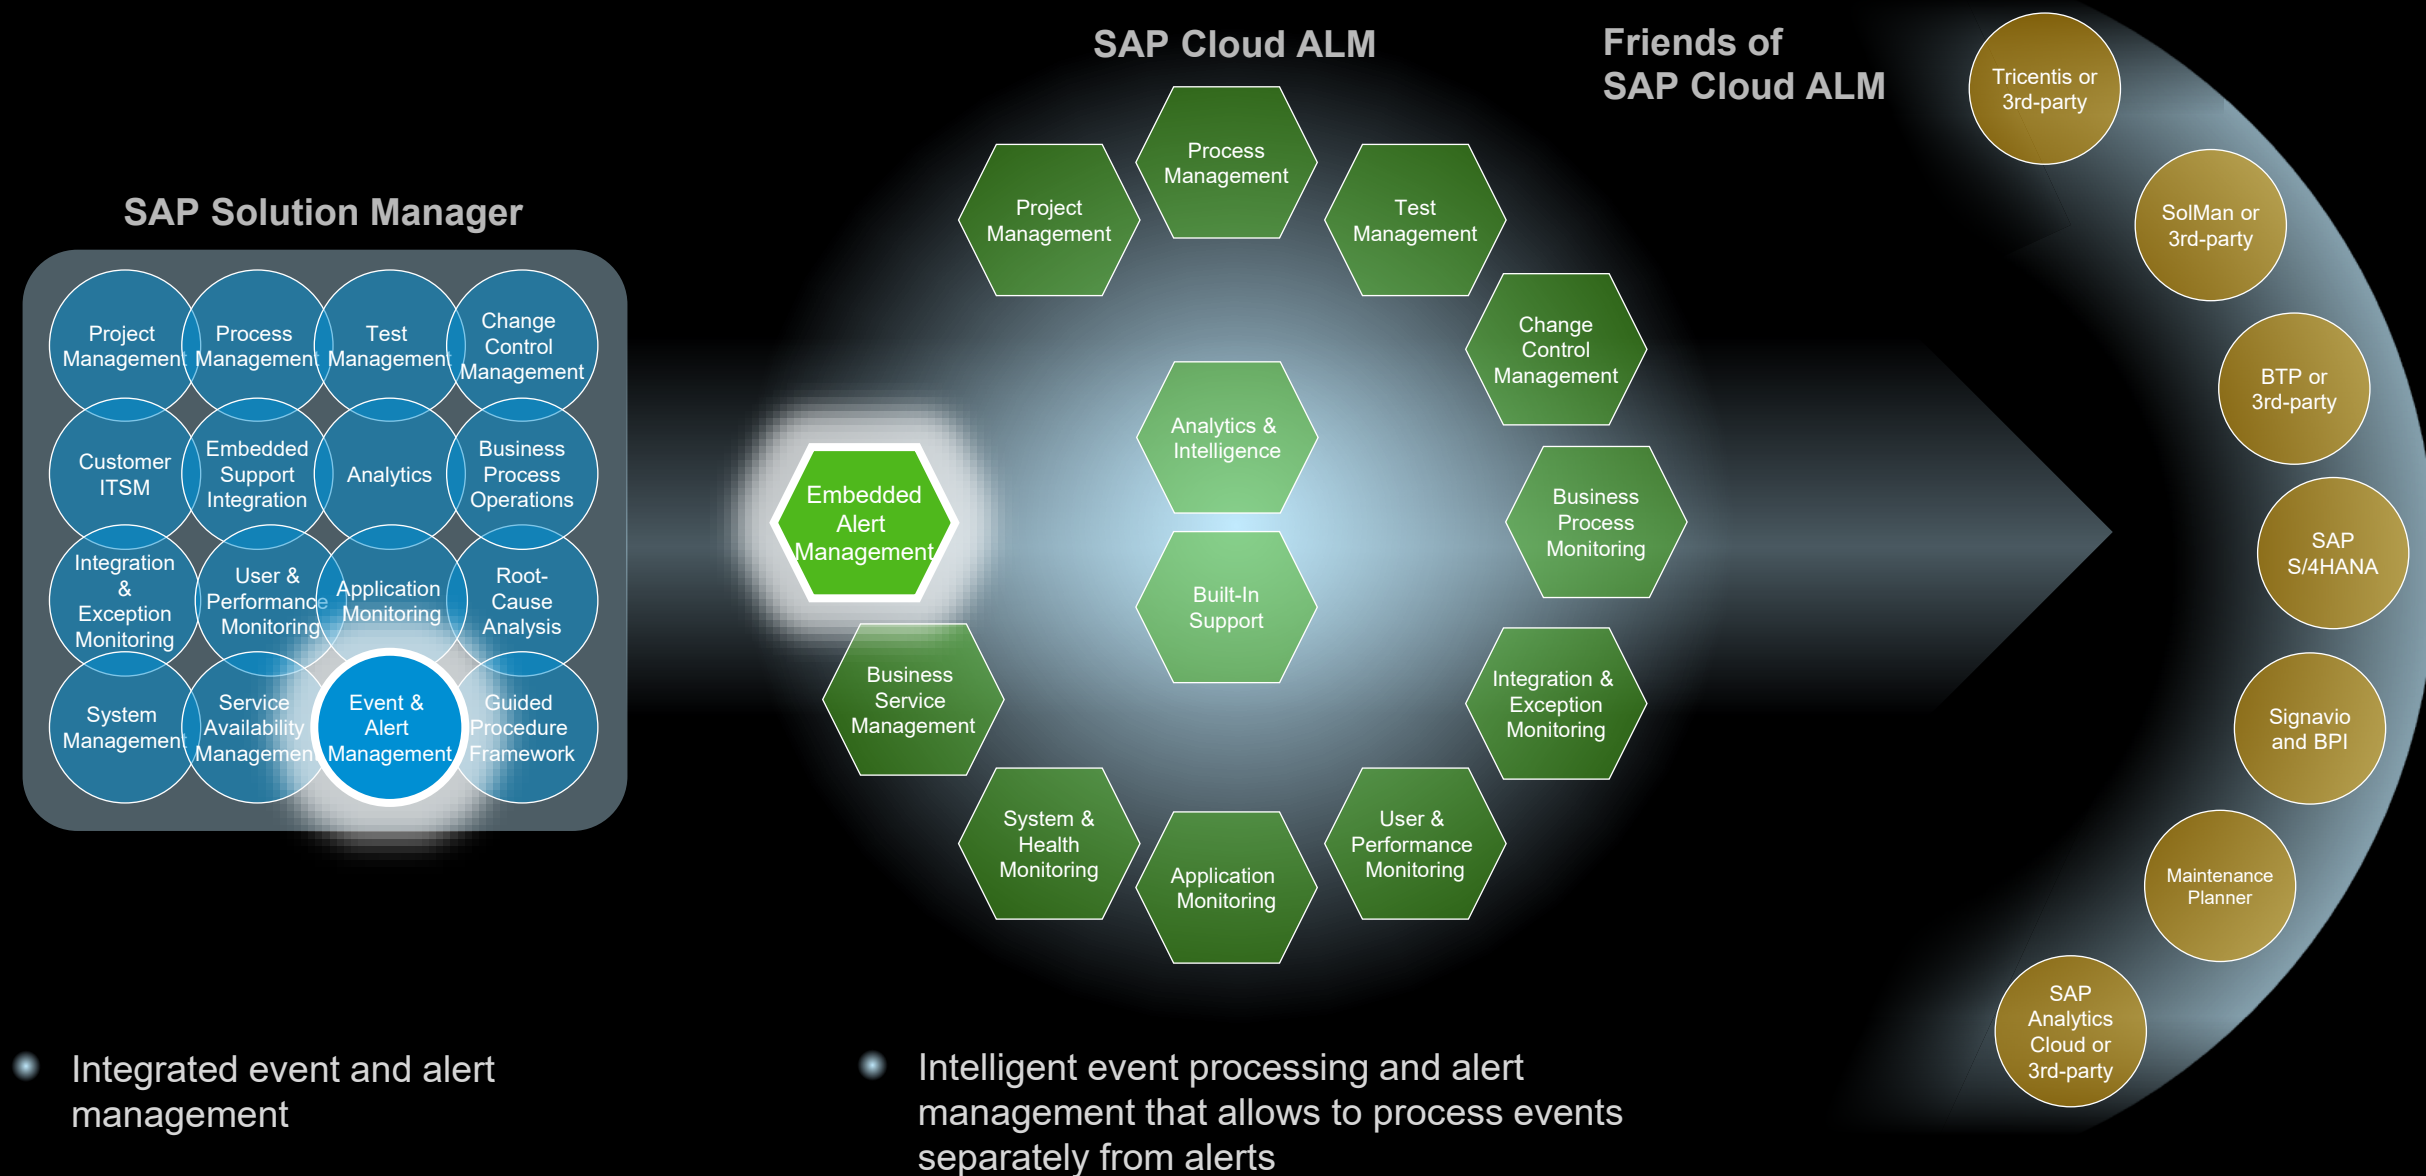 SAP Solution Manager
Project
Management
Process
Management
Test
Management
Change
Control
Management
Customer
ITSM
Embedded
Support
Integration
Analytics
Business
Process
Operations
Integration
&
Exception
Monitoring
User &
Performance
Monitoring
Application
Monitoring
Root-
Cause
Analysis
System
Management
Service
Availability
Management
Event &
Alert
Management
Guided
Procedure
Framework
Integrated event and alert
management
SAP Cloud ALM
Project
Management
Process
Management
Test
Management
Change
Control
Management
Analytics &
Intelligence
Embedded
Alert
Management
Business
Process
Monitoring
Built-In
Support
Business
Service
Management
Integration &
Exception
Monitoring
System &
Health
Monitoring
Application
Monitoring
User &
Performance
Monitoring
Intelligent event processing and alert
management that allows to process events
separately from alerts
Friends of
SAP Cloud ALM
Tricentis or
3rd-party
SolMan or
3rd-party
BTP or
3rd-party
SAP
S/4HANA
Signavio
and BPI
Maintenance
Planner
SAP
Analytics
Cloud or
3rd-party